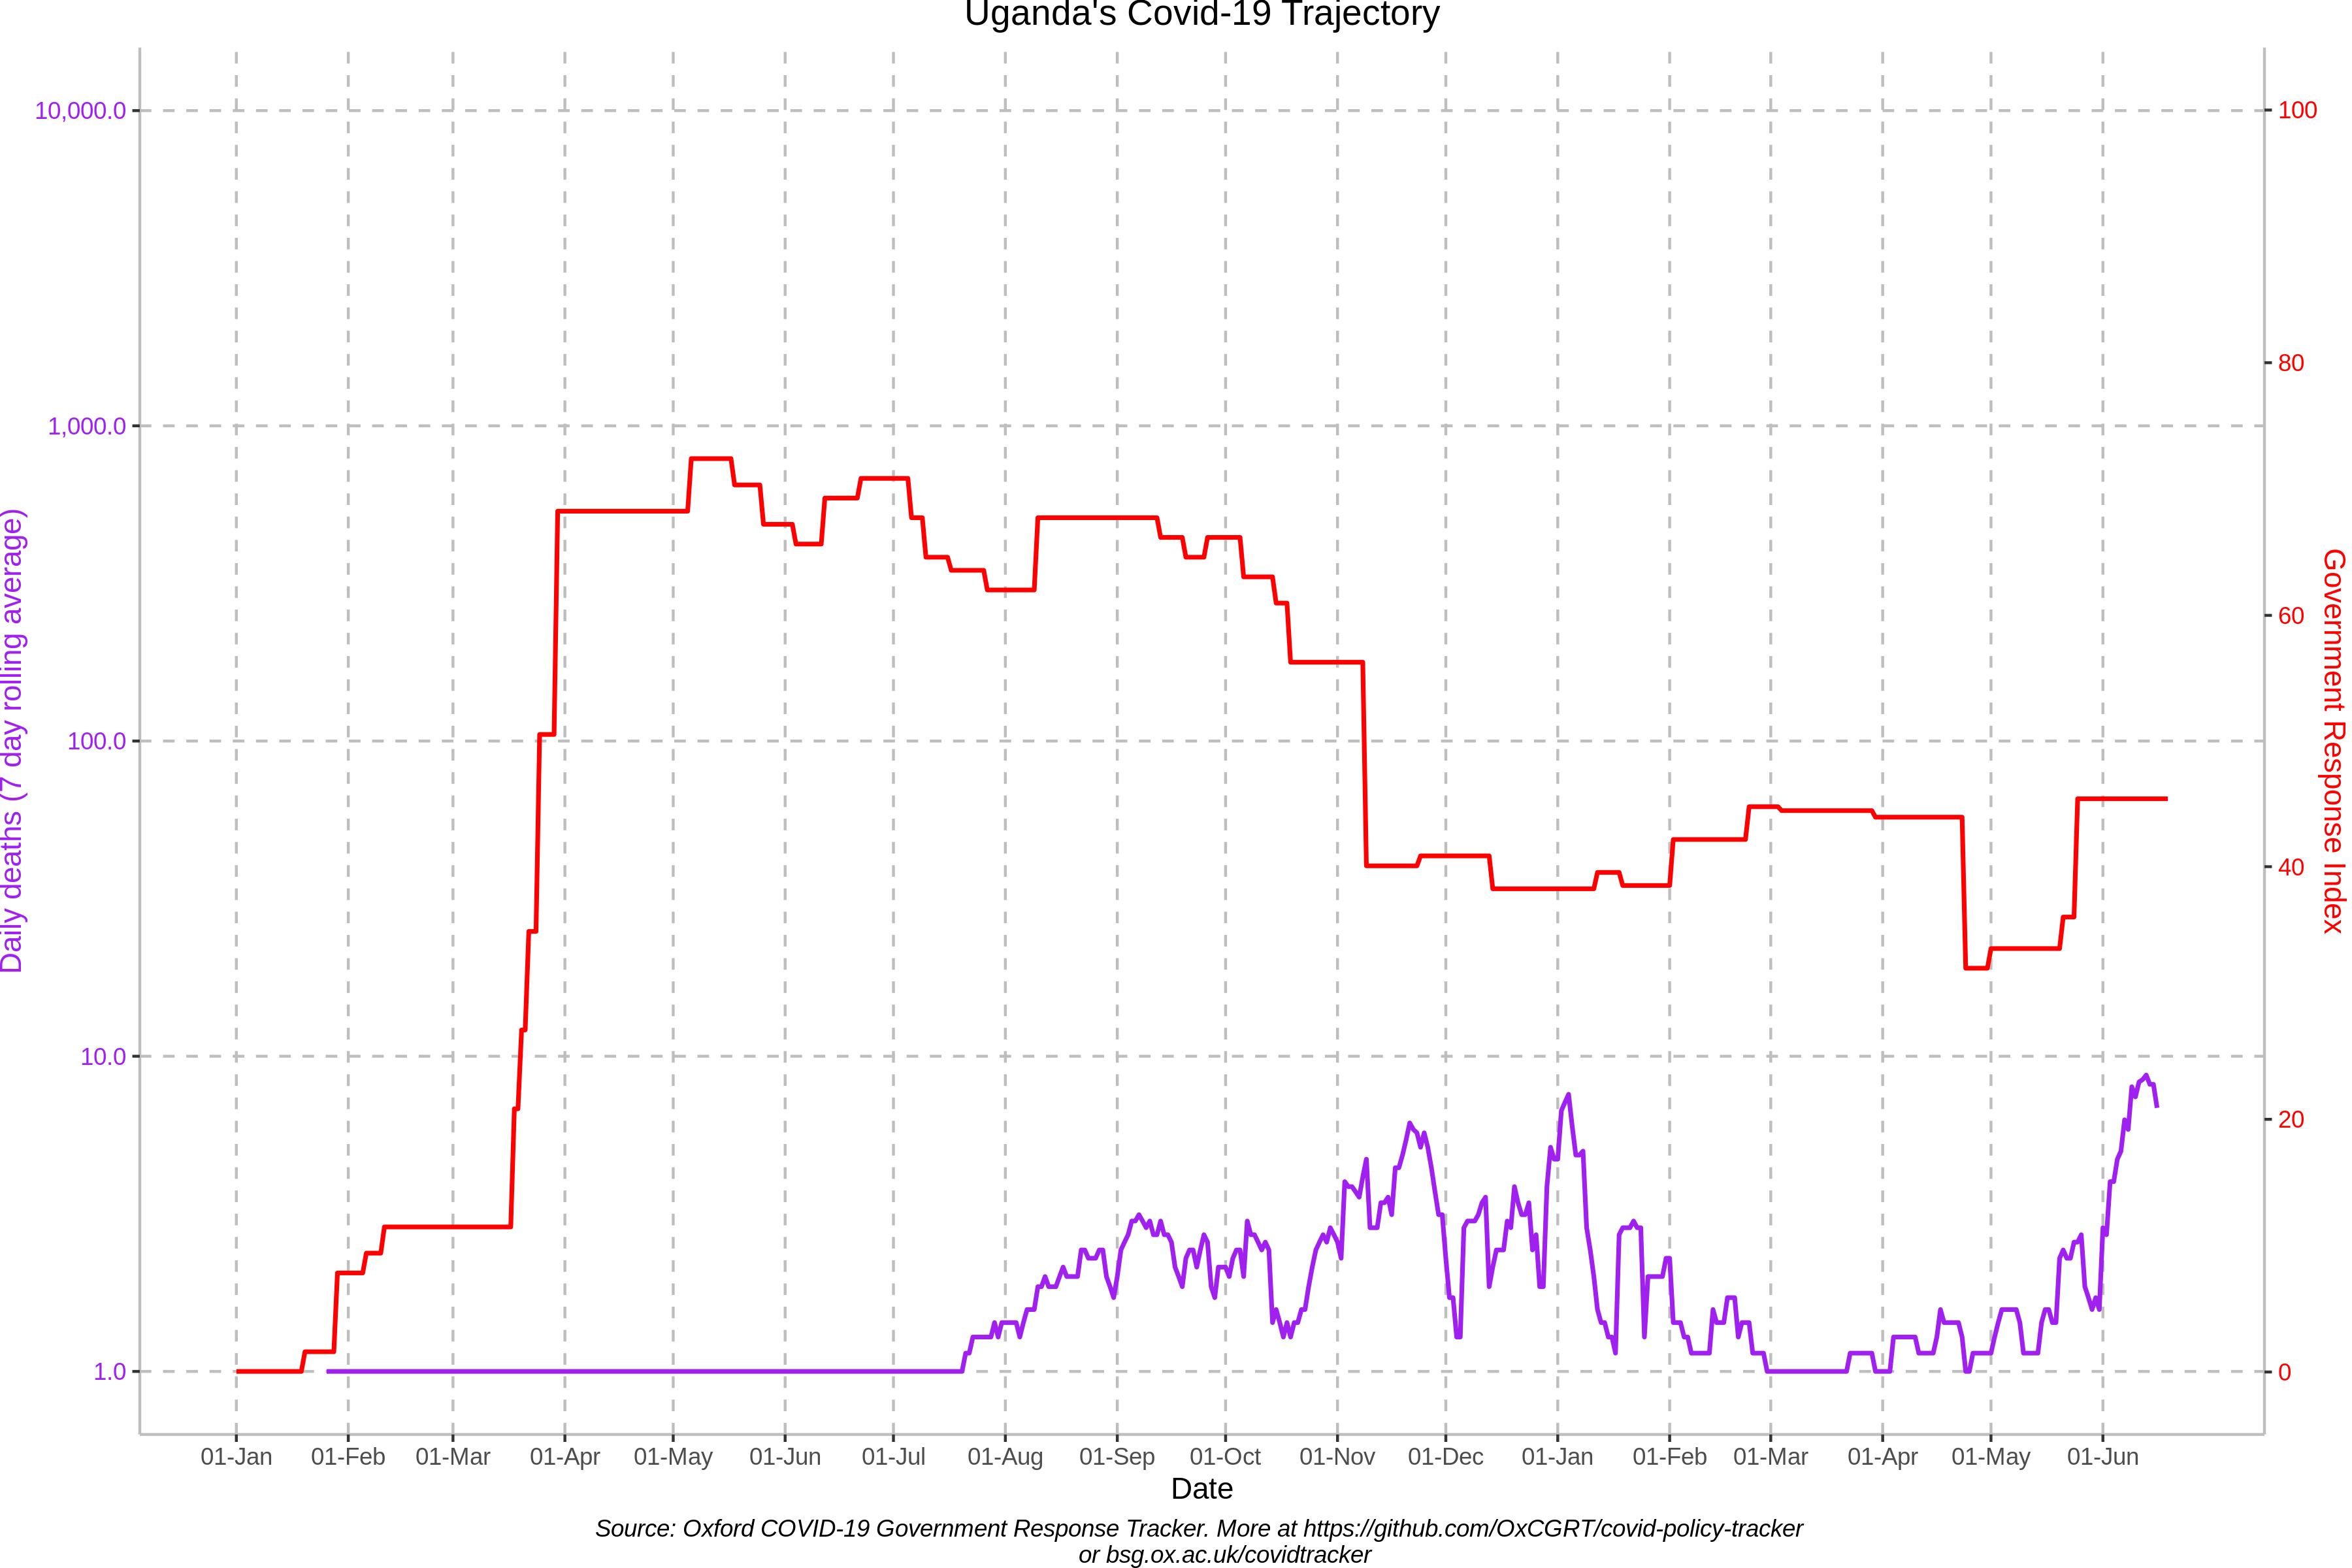 Uganda's Covid-19 Trajectory
10,000.0
1,000.0
100.0
10.0
1.0
Daily deaths (7 day rolling average)
100
80
60
40
20
0
Government Response Index
01-Jan 01-Feb 01-Mar 01-Apr 01-May 01-Jun 01-Jul 01-Aug 01-Sep 01-Oct 01-Nov 01-Dec 01-Jan 01-Feb 01-Mar 01-Apr 01-May 01-Jun
Date
Source: Oxford COVID-19 Government Response Tracker. More at https://github.com/OxCGRT/covid-policy-tracker
or bsg.ox.ac.uk/covidtracker